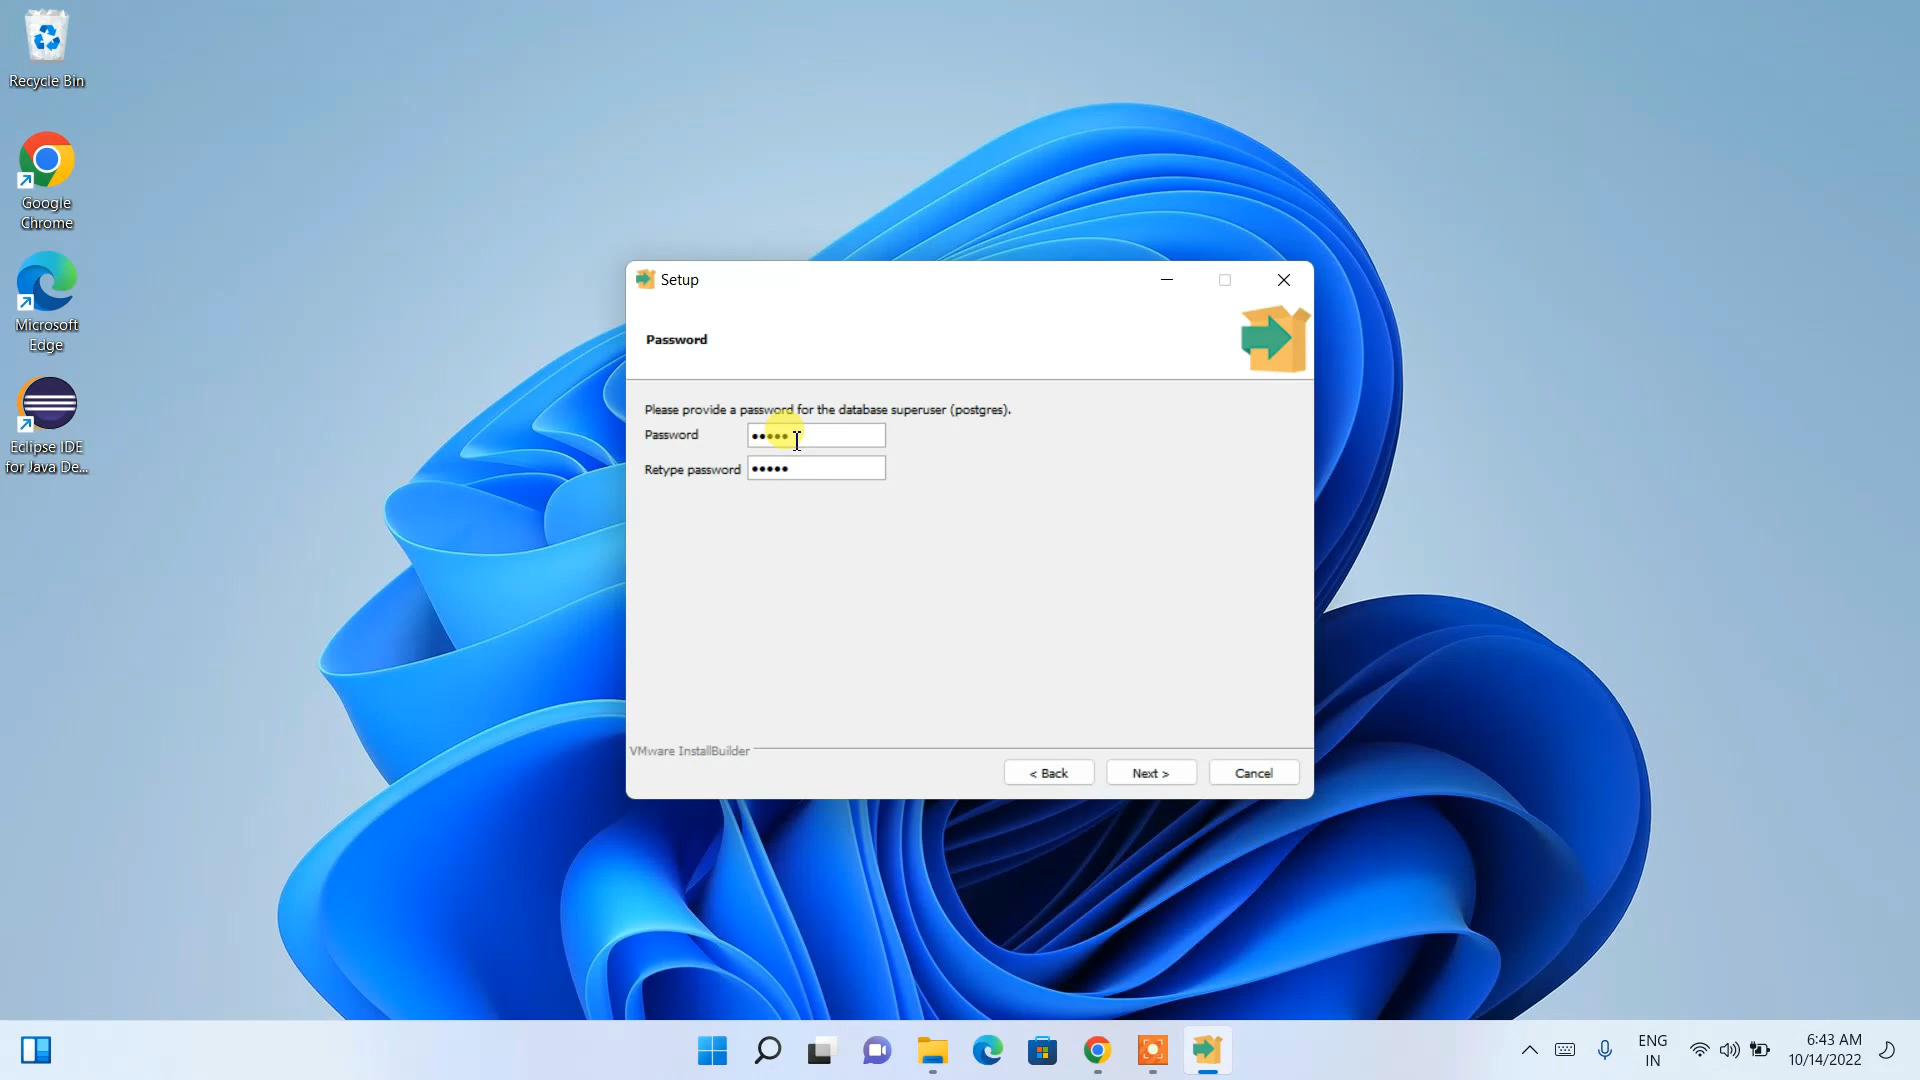 Recycle Bin
Google
Chrome
Microsoft
Edge
Eclipse IDE
for Java De...
Setup
Password
Please provide a password for the database superuser (postgres).
Password •••••
Retype password •••••
VMware InstallBuilder
< Back Next > Cancel
ENG
IN
6:43 AM
10/14/2022